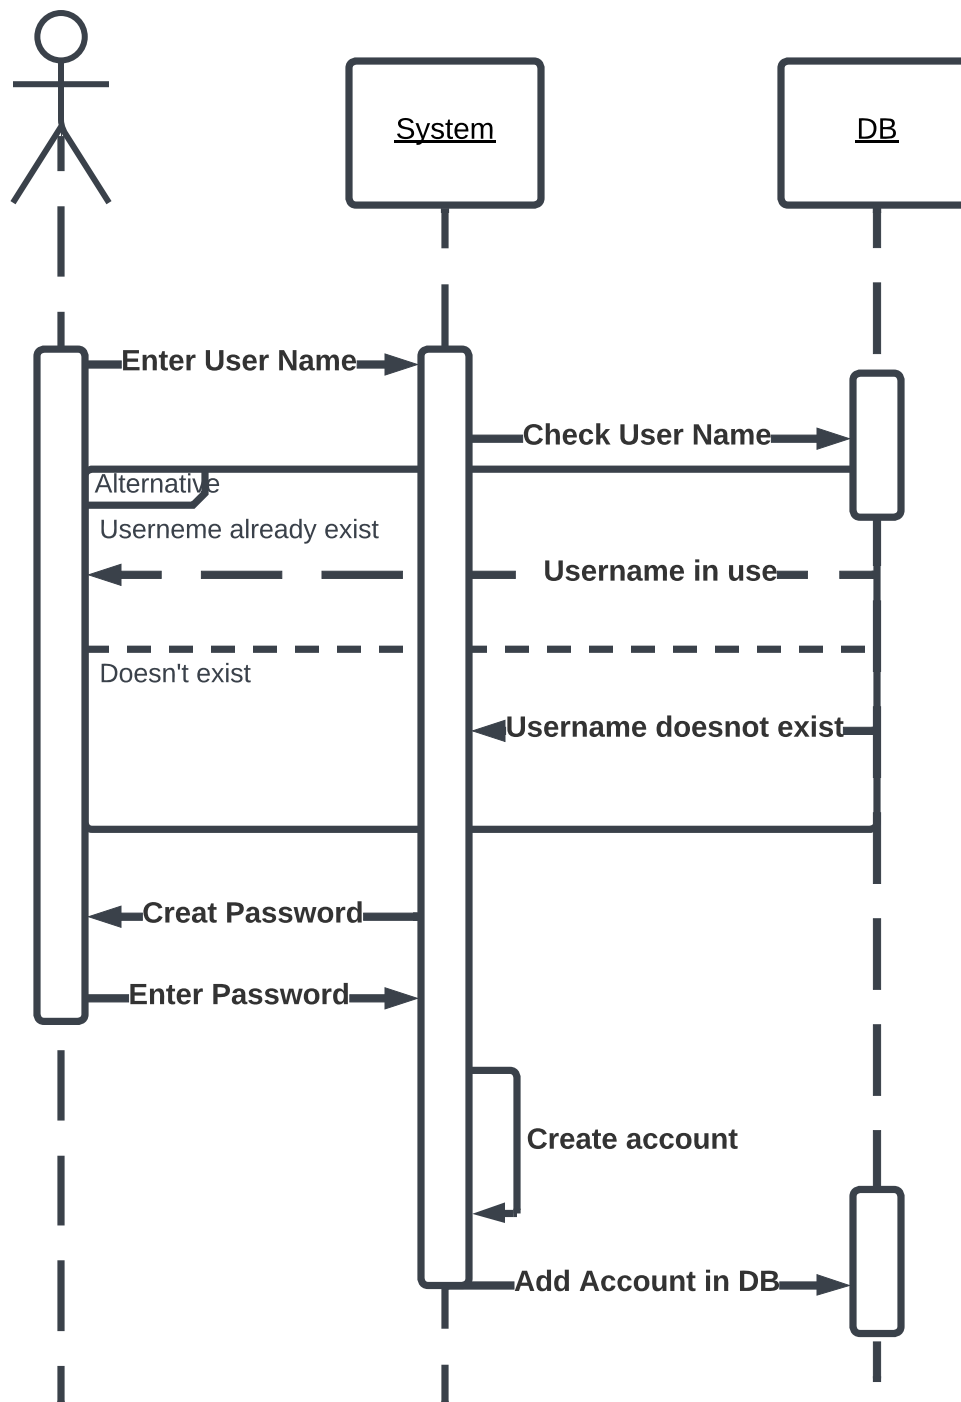 System
DB
Enter User Name
Check User Name
Alternative
Userneme already exist
Username in use
Doesn't exist
Username doesnot exist
Creat Password
Enter Password
Create account
Add Account in DB